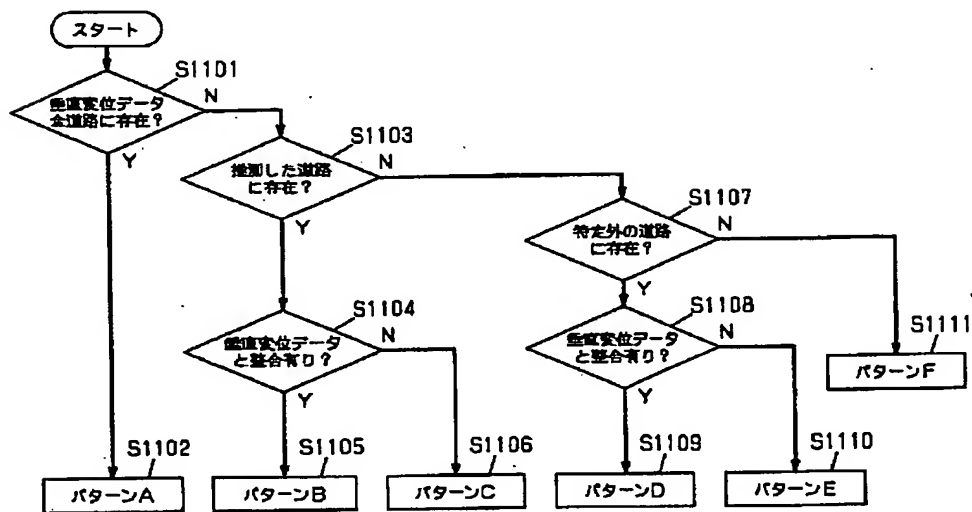 スタート
S1101
垂直変位データ
全道路に存在?
N
Y
S1103
推測した道路
に存在?
N
Y
S1107
特定外の道路
に存在?
N
Y
S1104
垂直変位データ
と整合有り?
N
Y
S1108
垂直変位データ
と整合有り?
N
Y
S1111
パターンF
S1102
パターンA
S1105
パターンB
S1106
パターンC
S1109
パターンD
S1110
パターンE